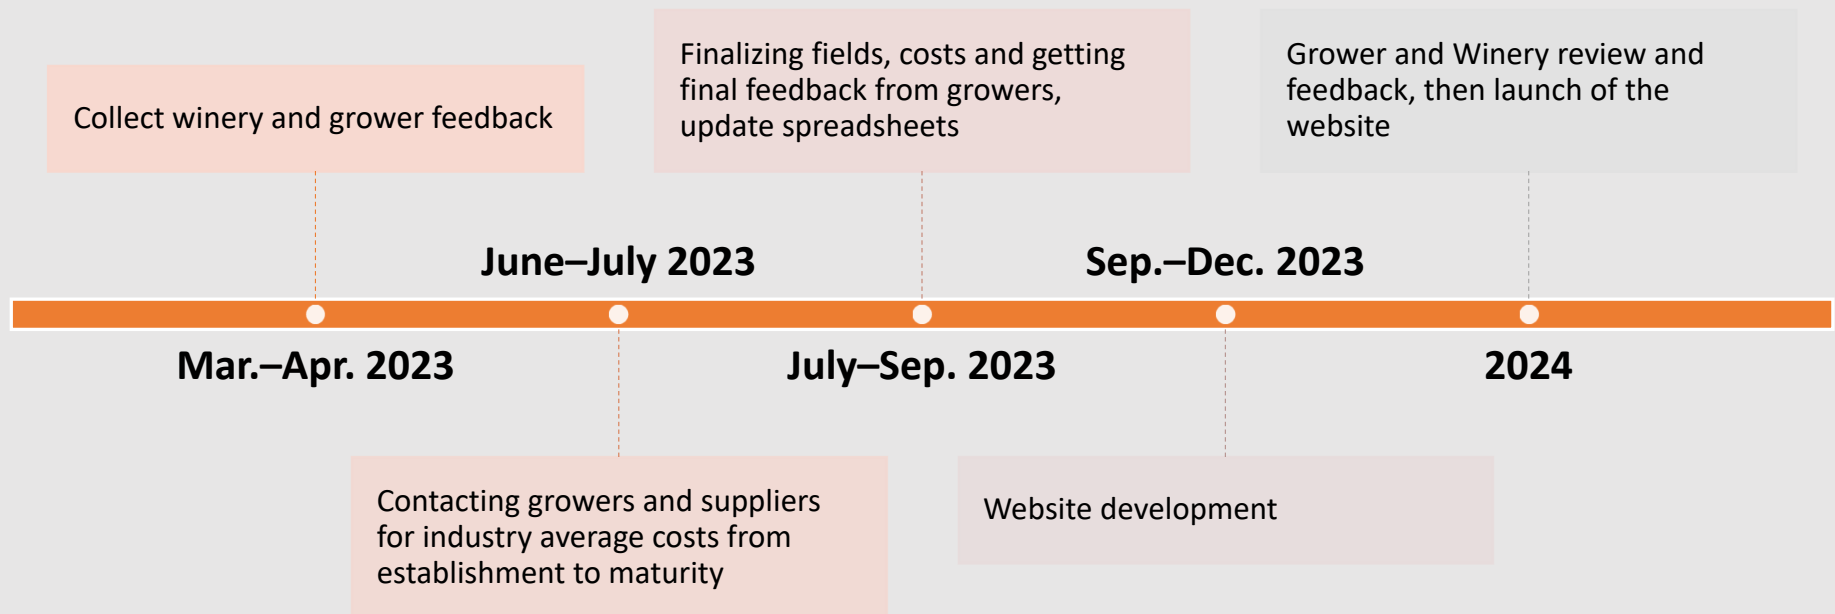 Collect winery and grower feedback
Mar.–Apr. 2023
June–July 2023
Contacting growers and suppliers
for industry average costs from
establishment to maturity
Finalizing fields, costs and getting
final feedback from growers,
update spreadsheets
July–Sep. 2023
Sep.–Dec. 2023
Website development
Grower and Winery review and
feedback, then launch of the
website
2024